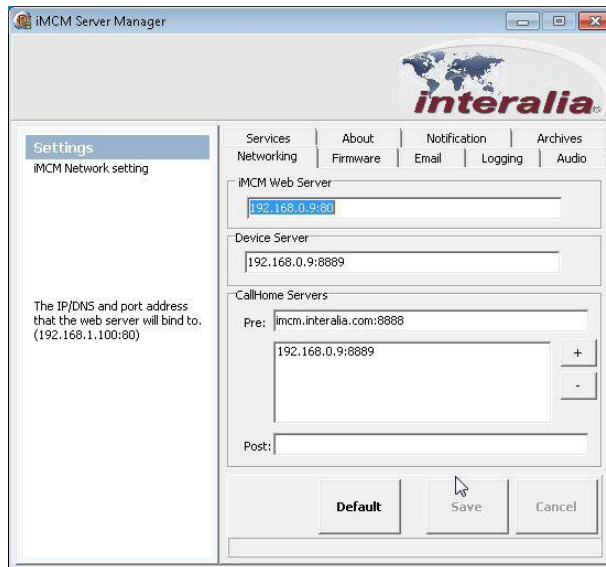 iMCM Server Manager
interalia
Settings
iMCM Network setting
The IP/DNS and port address
that the web server will bind to.
(192.168.1.100:80)
Services
About
Notification
Archives
Networking
Firmware
Email
Logging
Audio
iMCM Web Server
192.168.0.9:80
Device Server
192.168.0.9:8889
CallHome Servers
Pre: imcm.interalia.com:8888
192.168.0.9:8889
+
-
Post:
Default
Save
Cancel